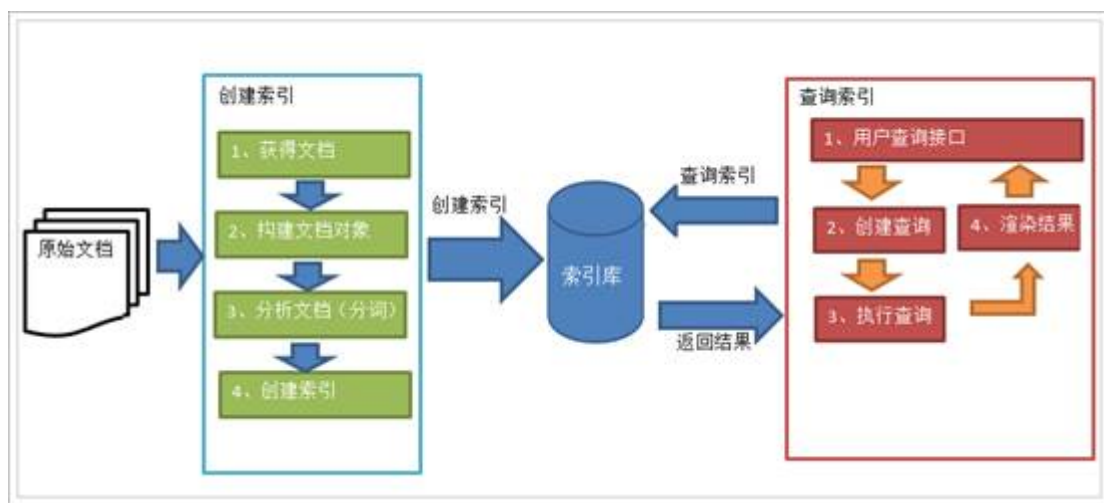 原始文档
创建索引
1、获得文档
2、构建文档对象
3、分析文档（分词）
4、创建索引
创建索引
索引库
查询索引
返回结果
查询索引
1、用户查询接口
2、创建查询
4、渲染结果
3、执行查询